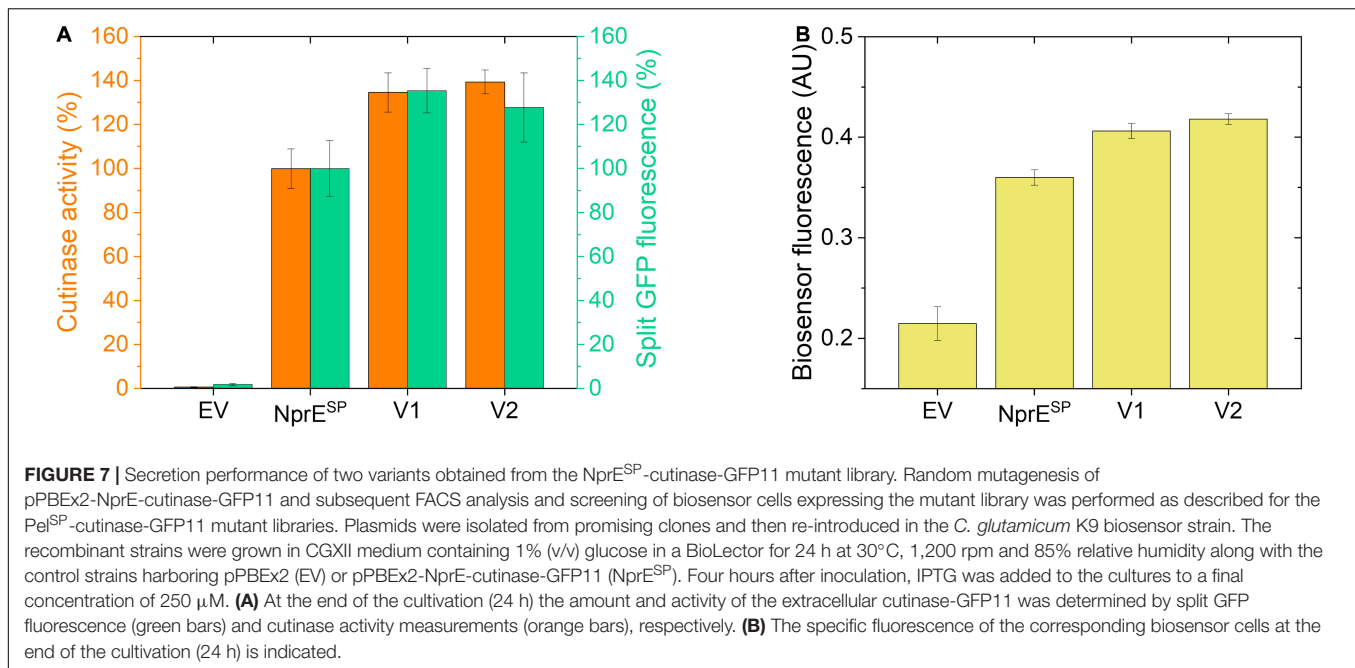 A
B
160
140
120
100
80
60
40
20
0
Cutinase activity (%)
160
140
120
100
80
60
40
20
0
Split GFP fluorescence (%)
EV
NprE^SP
V1
V2
0.5
0.4
0.3
0.2
Biosensor fluorescence (AU)
EV
NprE^SP
V1
V2
FIGURE 7 | Secretion performance of two variants obtained from the NprE^SP-cutinase-GFP11 mutant library. Random mutagenesis of
pPBEx2-NprE-cutinase-GFP11 and subsequent FACS analysis and screening of biosensor cells expressing the mutant library was performed as described for the
Pel^SP-cutinase-GFP11 mutant libraries. Plasmids were isolated from promising clones and then re-introduced in the C. glutamicum K9 biosensor strain. The
recombinant strains were grown in CGXII medium containing 1% (v/v) glucose in a BioLector for 24 h at 30°C, 1,200 rpm and 85% relative humidity along with the
control strains harboring pPBEx2 (EV) or pPBEx2-NprE-cutinase-GFP11 (NprE^SP). Four hours after inoculation, IPTG was added to the cultures to a final
concentration of 250 µM. (A) At the end of the cultivation (24 h) the amount and activity of the extracellular cutinase-GFP11 was determined by split GFP
fluorescence (green bars) and cutinase activity measurements (orange bars), respectively. (B) The specific fluorescence of the corresponding biosensor cells at the
end of the cultivation (24 h) is indicated.